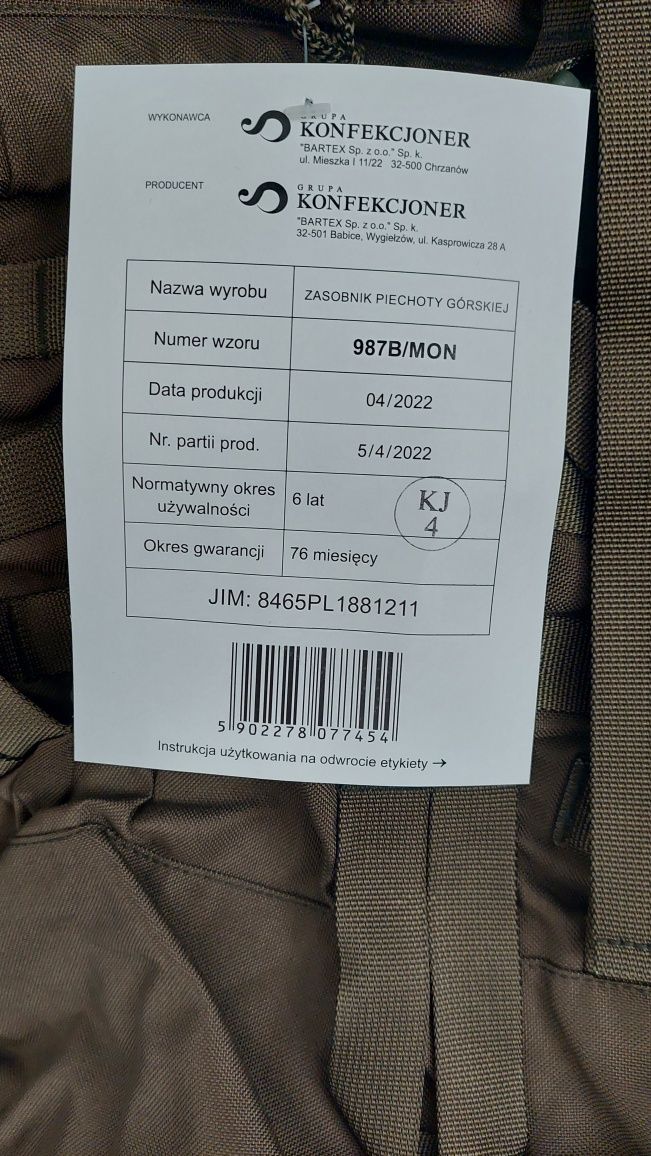 WYKONAWCA
GRUPA
KONFEKCJONER
"BARTEX Sp. z o.o." Sp. k.
ul. Mieszka I 11/22 32-500 Chrzanów
PRODUCENT
GRUPA
KONFEKCJONER
"BARTEX Sp. z o.o." Sp. k.
32-501 Babice, Wygiełzów, ul. Kasprowicza 28 A
Nazwa wyrobu ZASOBNIK PIECHOTY GÓRSKIEJ
Numer wzoru 987B/MON
Data produkcji 04/2022
Nr. partii prod. 5/4/2022
Normatywny okres
używalności
6 lat
KJ
4
Okres gwarancji 76 miesięcy
JIM: 8465PL1881211
5 902278 077454
Instrukcja użytkowania na odwrocie etykiety →